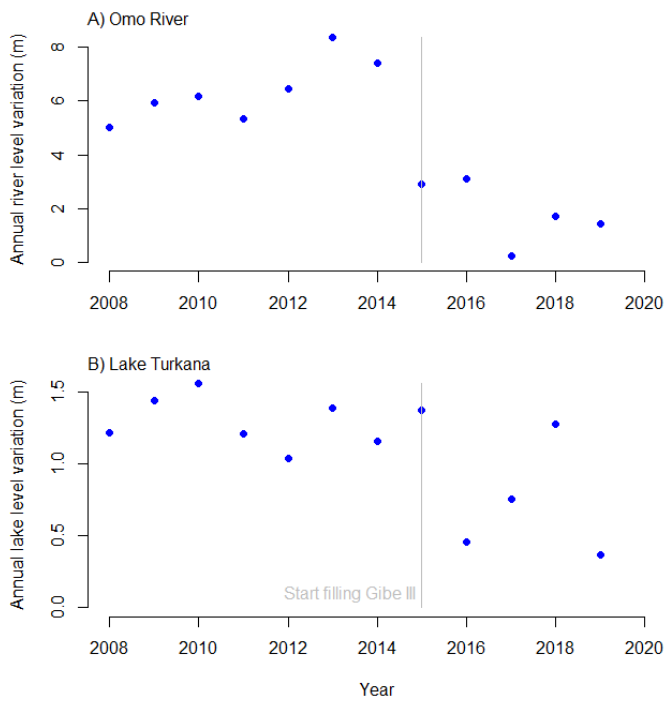 A) Omo River
Annual river level variation (m)
8
6
4
2
0
2008 2010 2012 2014 2016 2018 2020
B) Lake Turkana
Annual lake level variation (m)
1.5
1.0
0.5
0.0
Start filling Gibe III
2008 2010 2012 2014 2016 2018 2020
Year